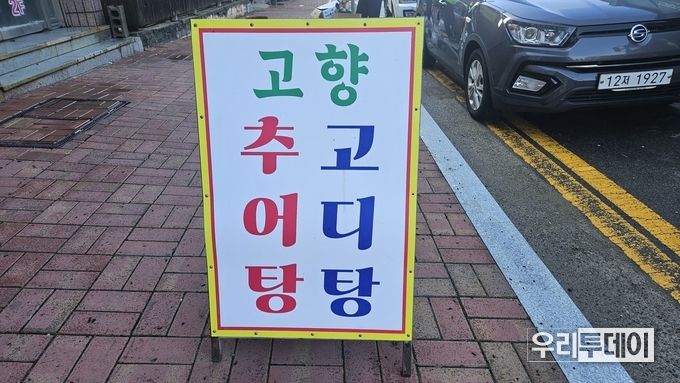 고향
추어탕
고디탕
12저 1927
우리투데이